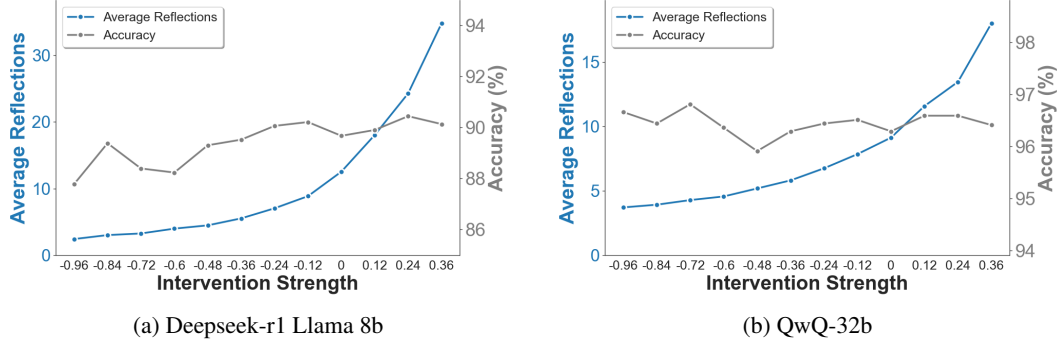 Average Reflections
Accuracy
Average Reflections
30
20
10
0
94
92
90
88
86
Accuracy (%)
-0.96 -0.84 -0.72 -0.6 -0.48 -0.36 -0.24 -0.12 0 0.12 0.24 0.36
Intervention Strength
(a) Deepseek-r1 Llama 8b
Average Reflections
Accuracy
Average Reflections
15
10
5
0
98
97
96
95
94
Accuracy (%)
-0.96 -0.84 -0.72 -0.6 -0.48 -0.36 -0.24 -0.12 0 0.12 0.24 0.36
Intervention Strength
(b) QwQ-32b